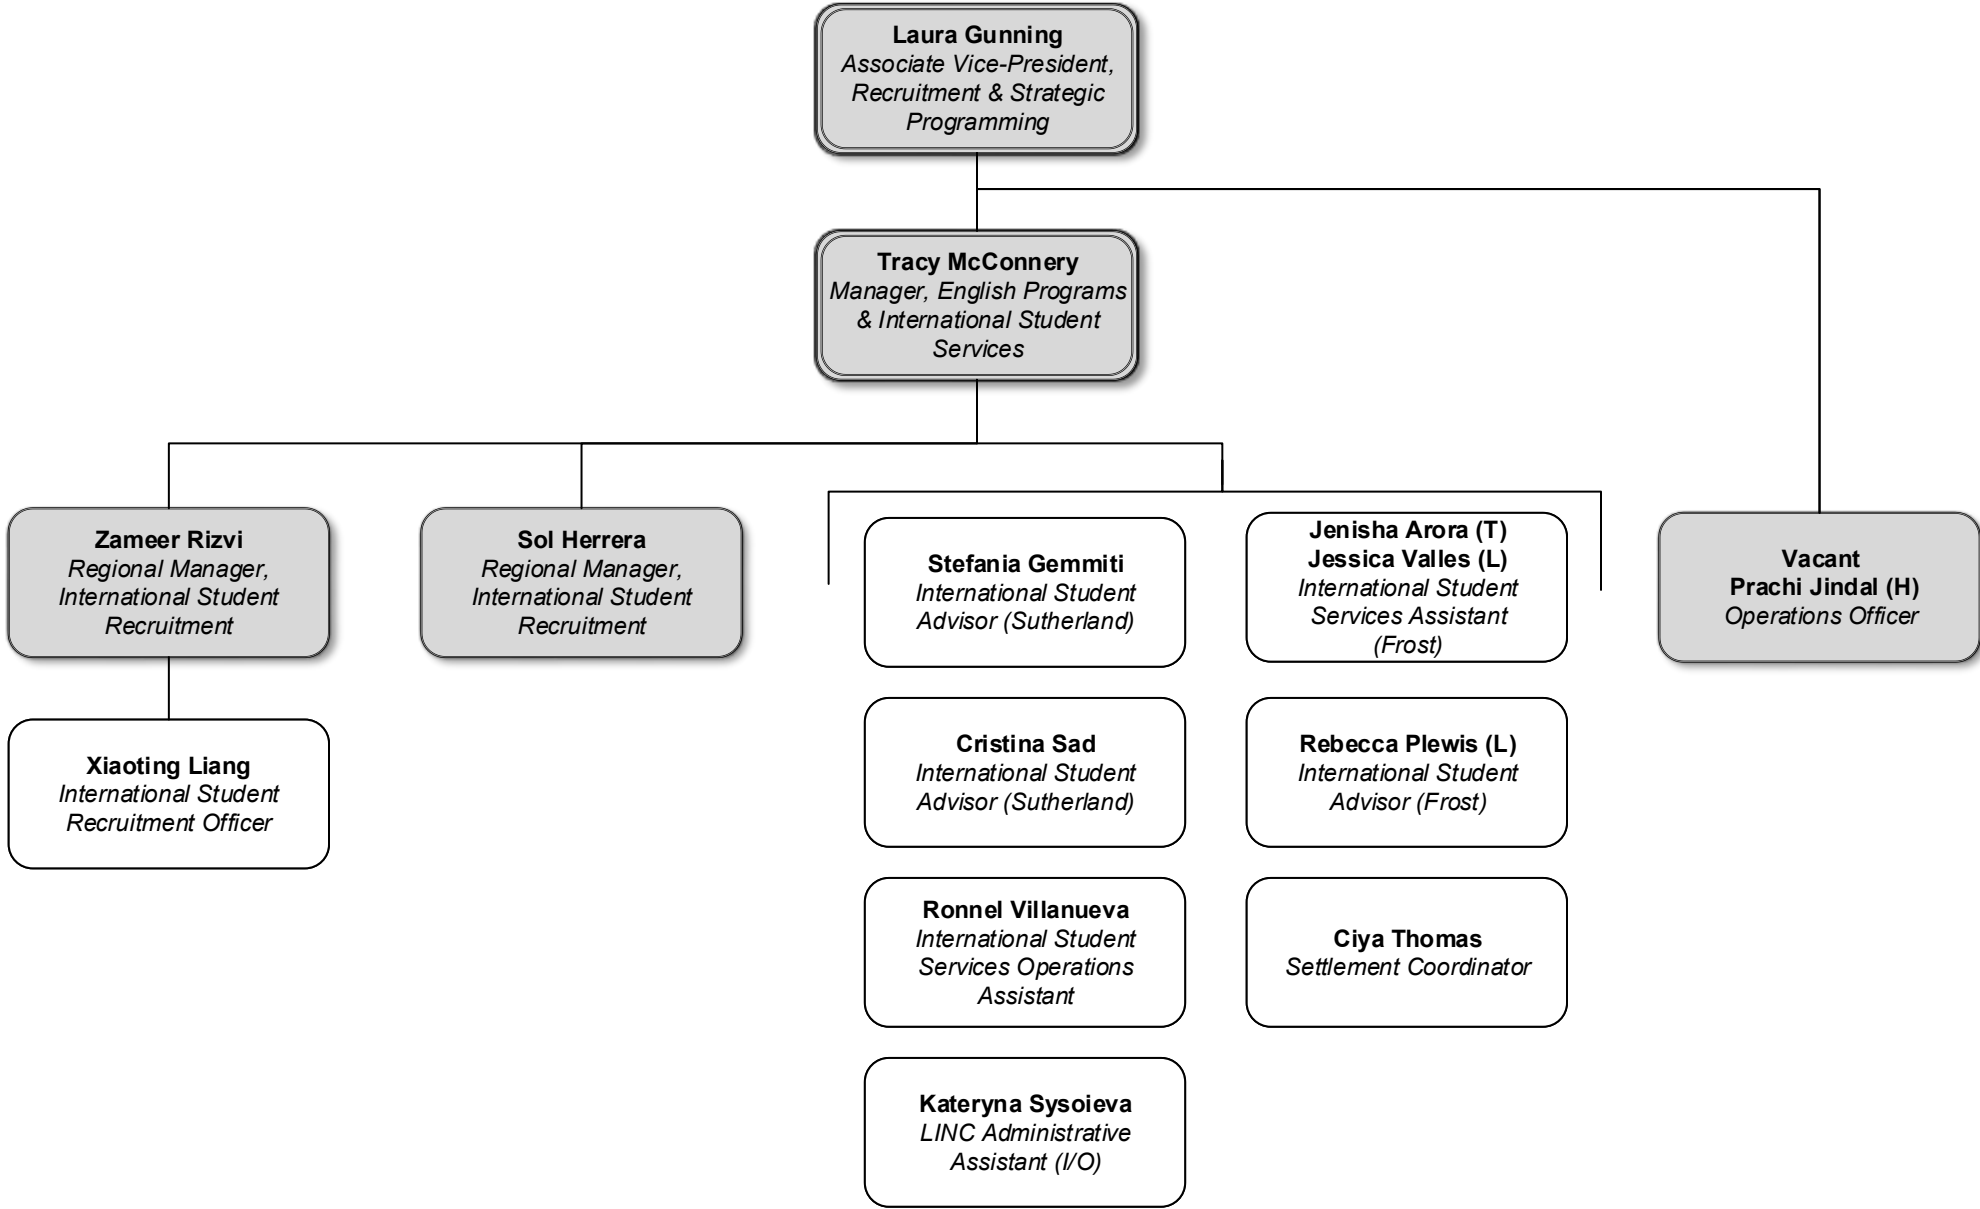 Laura Gunning
Associate Vice-President,
Recruitment & Strategic
Programming
Tracy McConnery
Manager, English Programs
& International Student
Services
Zameer Rizvi
Regional Manager,
International Student
Recruitment
Sol Herrera
Regional Manager,
International Student
Recruitment
Stefania Gemmiti
International Student
Advisor (Sutherland)
Jenisha Arora (T)
Jessica Valles (L)
International Student
Services Assistant
(Frost)
Vacant
Prachi Jindal (H)
Operations Officer
Xiaoting Liang
International Student
Recruitment Officer
Cristina Sad
International Student
Advisor (Sutherland)
Rebecca Plewis (L)
International Student
Advisor (Frost)
Ronnel Villanueva
International Student
Services Operations
Assistant
Ciya Thomas
Settlement Coordinator
Kateryna Sysoieva
LINC Administrative
Assistant (I/O)